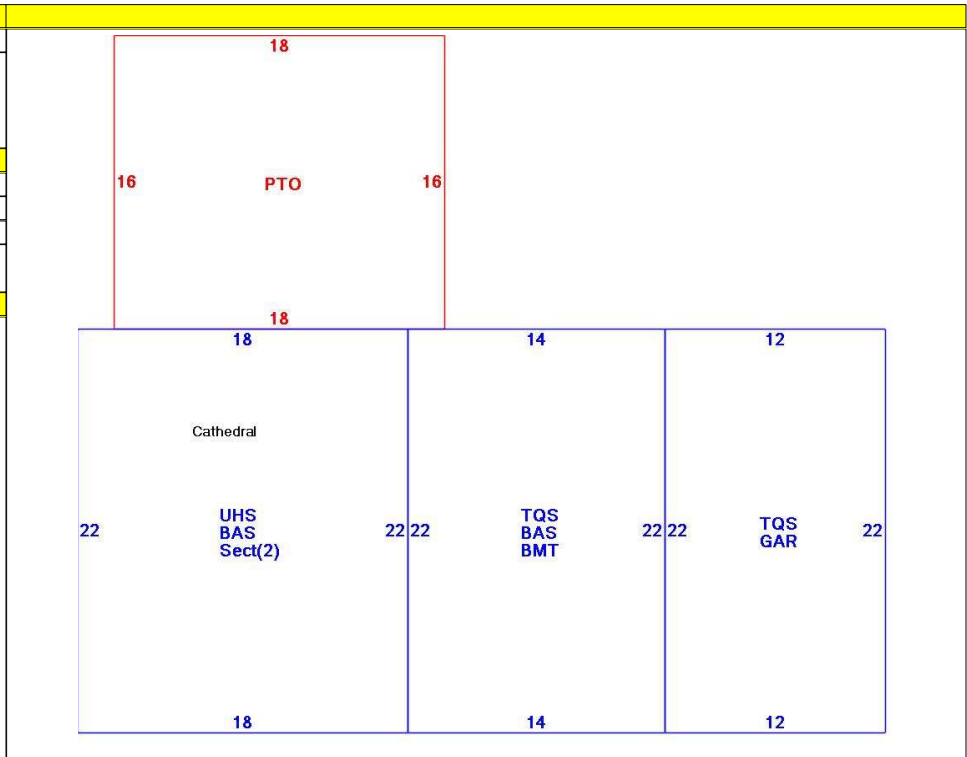 18
16 PTO 16
18
18 14 12
Cathedral
UHS
BAS
Sect(2)
22 22
TQS
BAS
BMT
22 22
TQS
GAR
22 22
18 14 12